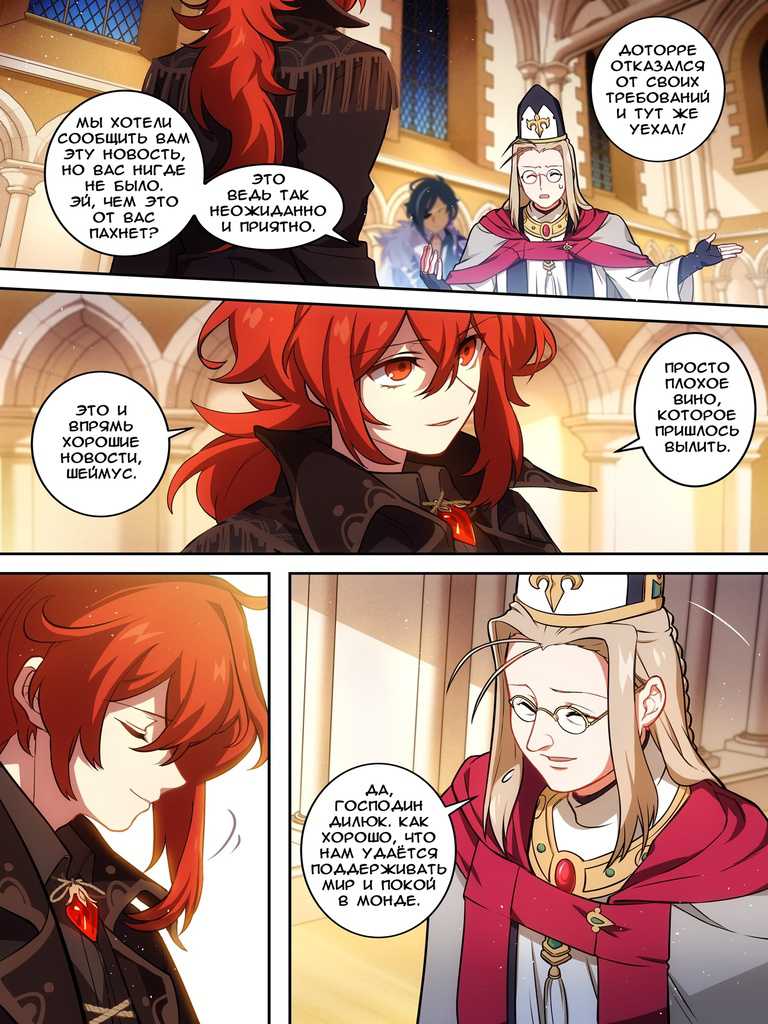 ДОТОРРЕ
ОТКАЗАЛСЯ
ОТ СВОИХ
ТРЕБОВАНИЙ
И ТУТ ЖЕ
УЕХАЛ!
МЫ ХОТЕЛИ
СООБЩИТЬ ВАМ
ЭТУ НОВОСТЬ,
НО ВАС НИГДЕ
НЕ БЫЛО.
ЭЙ, ЧЕМ ЭТО
ОТ ВАС
ПАХНЕТ?
ЭТО
ВЕДЬ ТАК
НЕОЖИДАННО
И ПРИЯТНО.
ЭТО И
ВПРЯМЬ
ХОРОШИЕ
НОВОСТИ,
ШЕЙМУС.
ПРОСТО
ПЛОХОЕ
ВИНО,
КОТОРОЕ
ПРИШЛОСЬ
ВЫЛИТЬ.
ДА,
ГОСПОДИН
ДИЛЮК. КАК
ХОРОШО, ЧТО
НАМ УДАЁТСЯ
ПОДДЕРЖИВАТЬ
МИР И ПОКОЙ
В МОНДЕ.